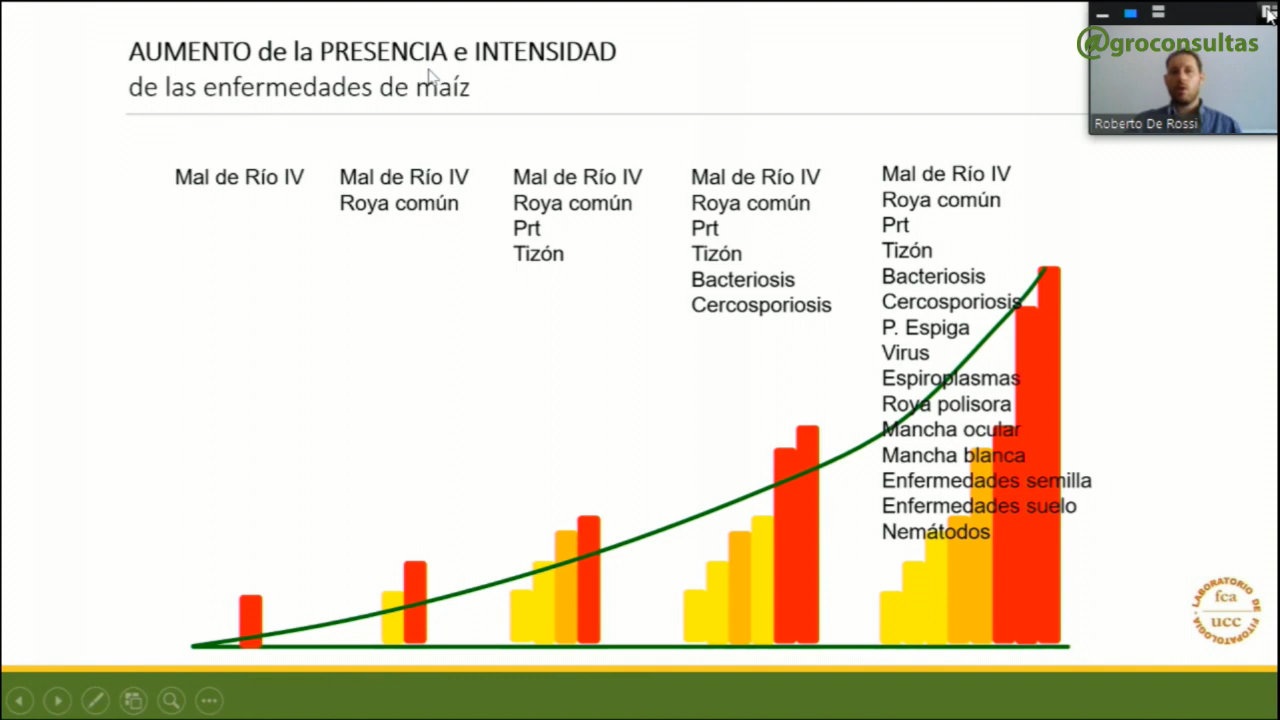 AUMENTO de la PRESENCIA e INTENSIDAD
de las enfermedades de maíz
@groconsultas
Roberto De Rossi
Mal de Río IV
Mal de Río IV
Roya común
Mal de Río IV
Roya común
Prt
Tizón
Mal de Río IV
Roya común
Prt
Tizón
Bacteriosis
Cercosporiosis
Mal de Río IV
Roya común
Prt
Tizón
Bacteriosis
Cercosporiosis
P. Espiga
Virus
Espiroplasmas
Roya polisora
Mancha ocular
Mancha blanca
Enfermedades semilla
Enfermedades suelo
Nemátodos
LABORATORIO DE
FITOPATOLOGIA
fca
ucc